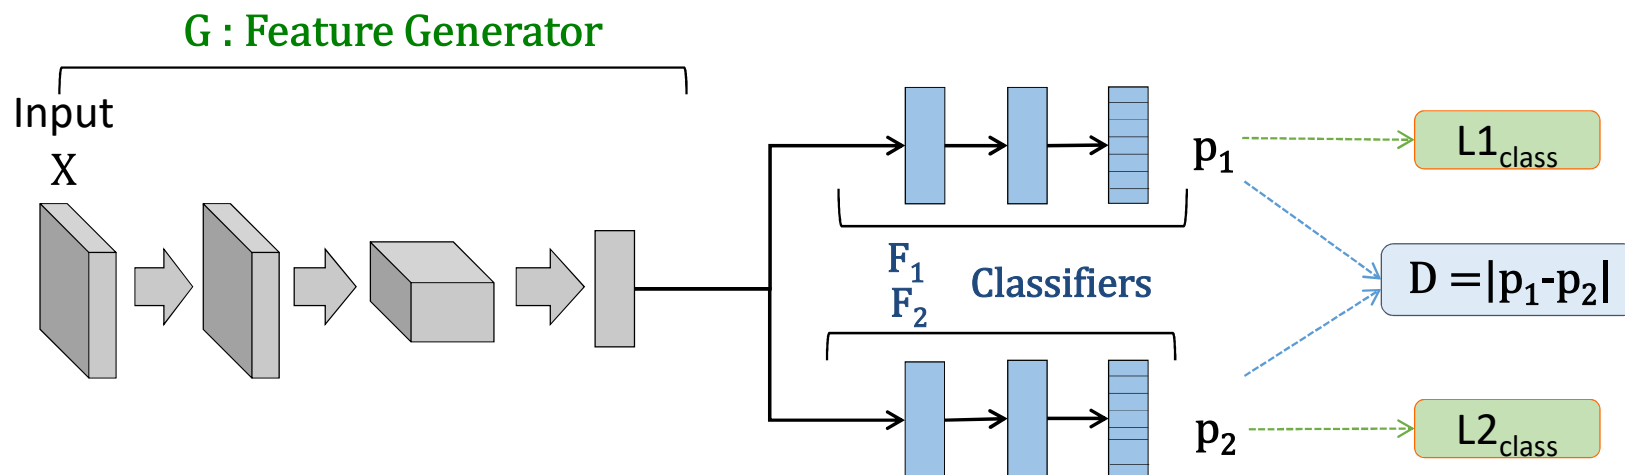 G : Feature Generator
Input
X
p1
L1class
F1
F2
Classifiers
D =|p1-p2|
p2
L2class